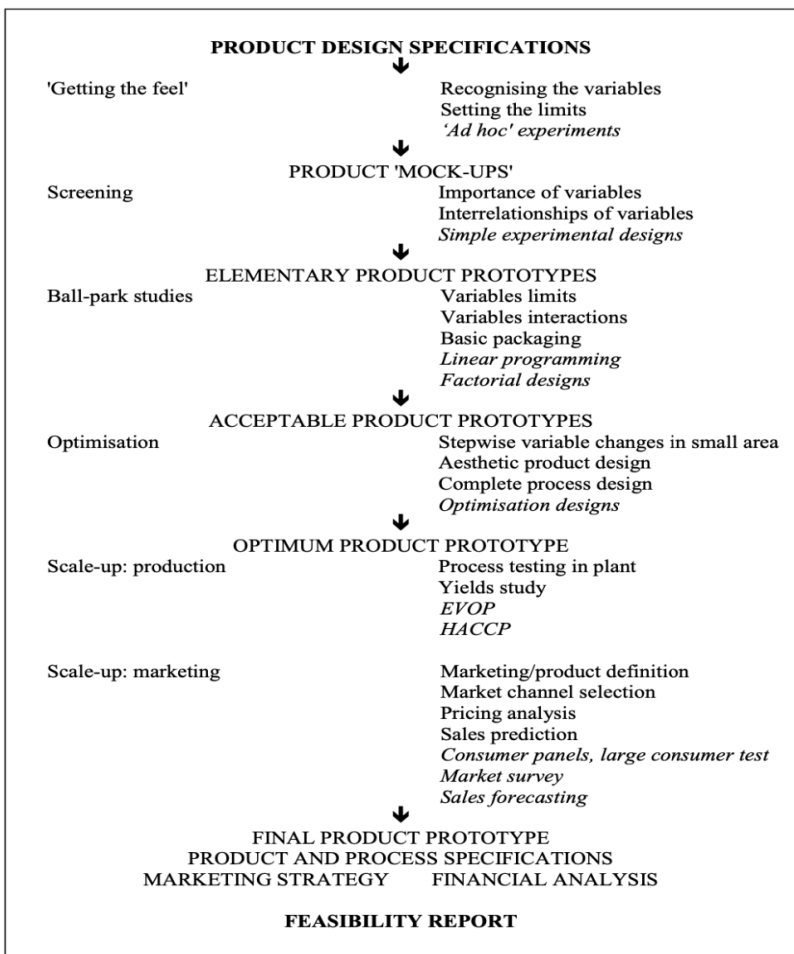 PRODUCT DESIGN SPECIFICATIONS
'Getting the feel' Recognising the variables
Setting the limits
‘Ad hoc' experiments
PRODUCT 'MOCK-UPS'
Screening Importance of variables
Interrelationships of variables
Simple experimental designs
ELEMENTARY PRODUCT PROTOTYPES
Ball-park studies Variables limits
Variables interactions
Basic packaging
Linear programming
Factorial designs
ACCEPTABLE PRODUCT PROTOTYPES
Optimisation Stepwise variable changes in small area
Aesthetic product design
Complete process design
Optimisation designs
OPTIMUM PRODUCT PROTOTYPE
Scale-up: production Process testing in plant
Yields study
EVOP
HACCP
Scale-up: marketing Marketing/product definition
Market channel selection
Pricing analysis
Sales prediction
Consumer panels, large consumer test
Market survey
Sales forecasting
FINAL PRODUCT PROTOTYPE
PRODUCT AND PROCESS SPECIFICATIONS
MARKETING STRATEGY FINANCIAL ANALYSIS
FEASIBILITY REPORT